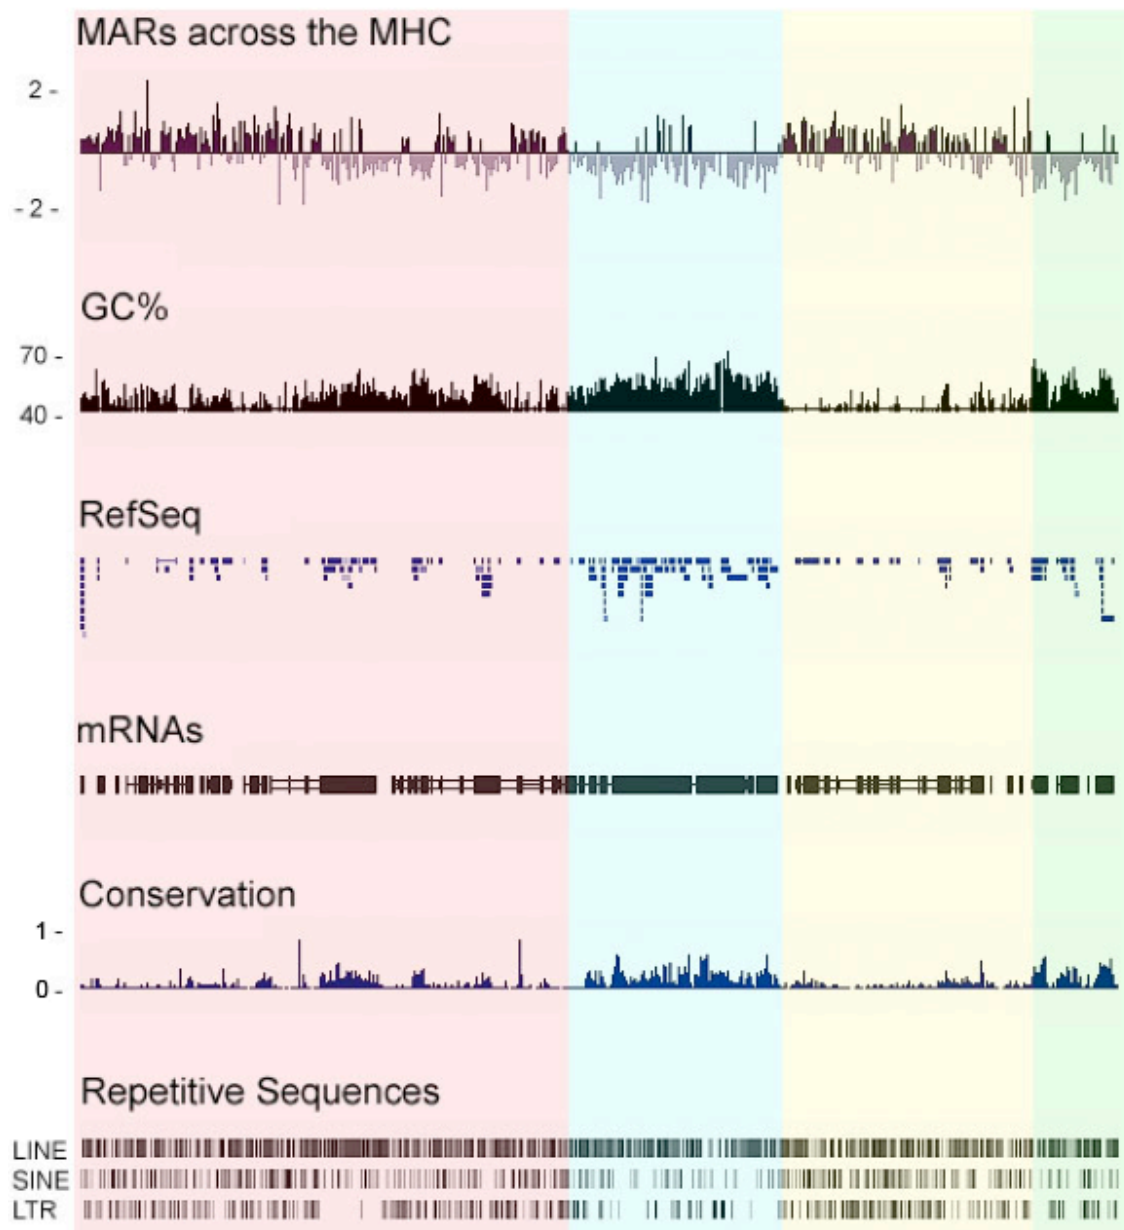 MARs across the MHC
2 -
- 2 -
GC%
70 -
40 -
RefSeq
mRNAs
Conservation
1 -
0 -
Repetitive Sequences
LINE
SINE
LTR